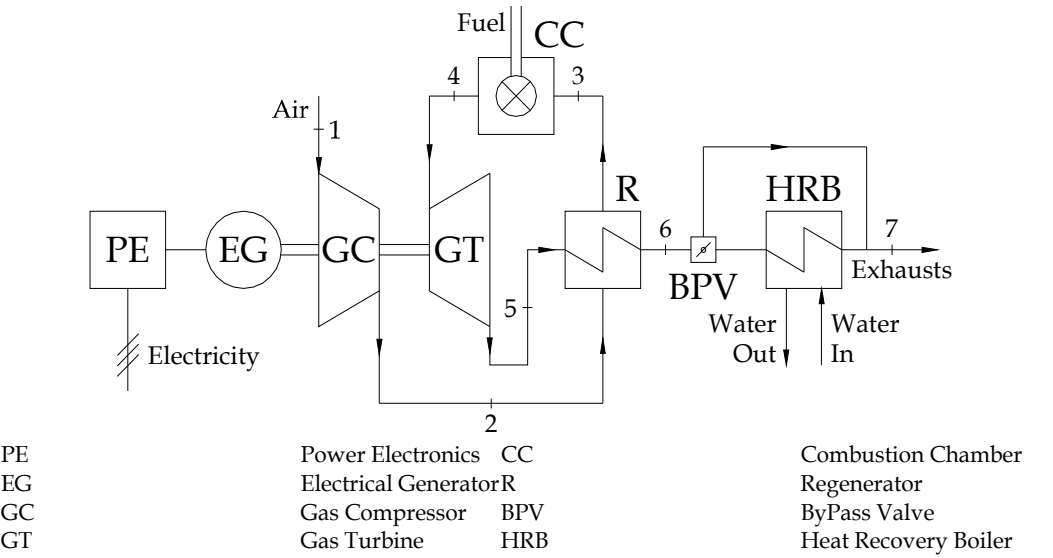 Fuel
CC
4
3
Air
1
R
HRB
PE
EG
GC
GT
6
7
BPV
Exhausts
5
Water
Out
Water
In
Electricity
2
PE Power Electronics CC Combustion Chamber
EG Electrical Generator R Regenerator
GC Gas Compressor BPV ByPass Valve
GT Gas Turbine HRB Heat Recovery Boiler